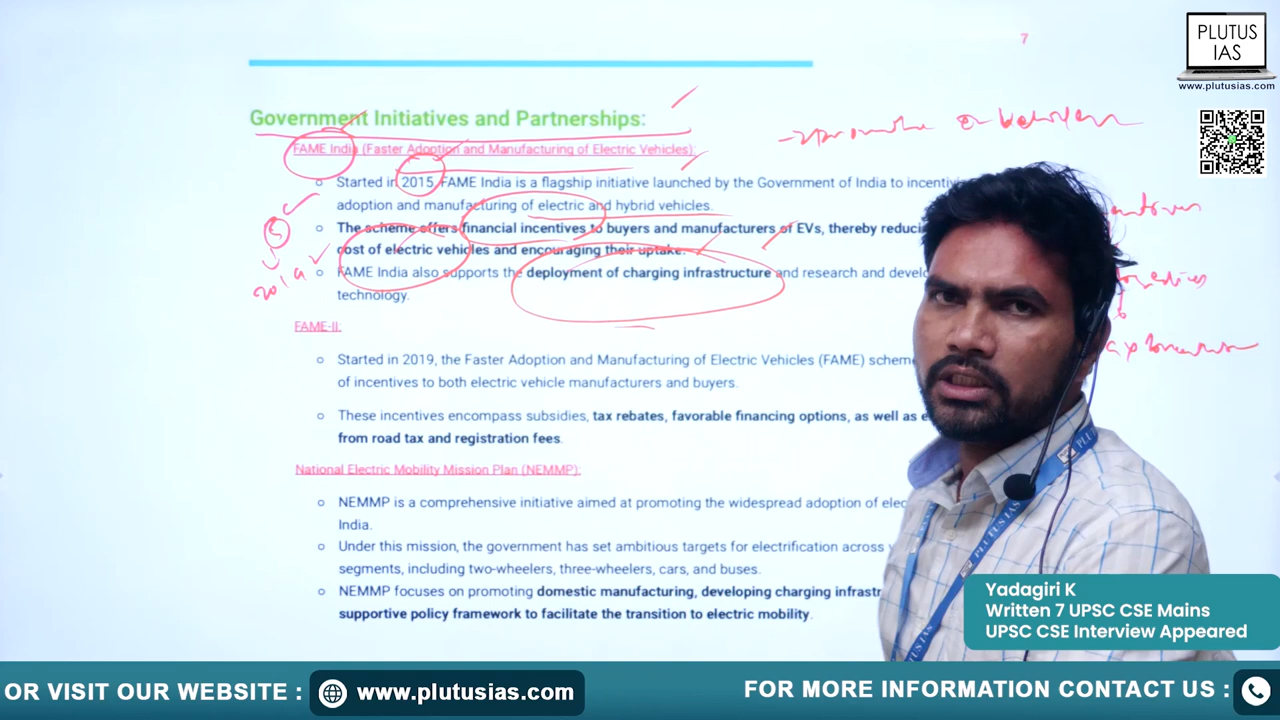 7
PLUTUS
IAS
www.plutusias.com
Government Initiatives and Partnerships:
FAME India (Faster Adoption and Manufacturing of Electric Vehicles):
Started in 2015, FAME India is a flagship initiative launched by the Government of India to
adoption and manufacturing of electric and hybrid vehicles.
The scheme offers financial incentives to buyers and manufacturers of EVs, thereby
cost of electric vehicles and encouraging their uptake.
2019
FAME India also supports the deployment of charging infrastructure and research and
technology.
FAME-II:
Started in 2019, the Faster Adoption and Manufacturing of Electric Vehicles (FAME)
of incentives to both electric vehicle manufacturers and buyers.
These incentives encompass subsidies, tax rebates, favorable financing options, as well as
from road tax and registration fees.
National Electric Mobility Mission Plan (NEMMP):
NEMMP is a comprehensive initiative aimed at promoting the widespread adoption of
India.
Under this mission, the government has set ambitious targets for electrification across
segments, including two-wheelers, three-wheelers, cars, and buses.
NEMMP focuses on promoting domestic manufacturing, developing charging
supportive policy framework to facilitate the transition to electric mobility.
PLUTUS IAS
Yadagiri K
Written 7 UPSC CSE Mains
UPSC CSE Interview Appeared
OR VISIT OUR WEBSITE : www.plutusias.com
FOR MORE INFORMATION CONTACT US :